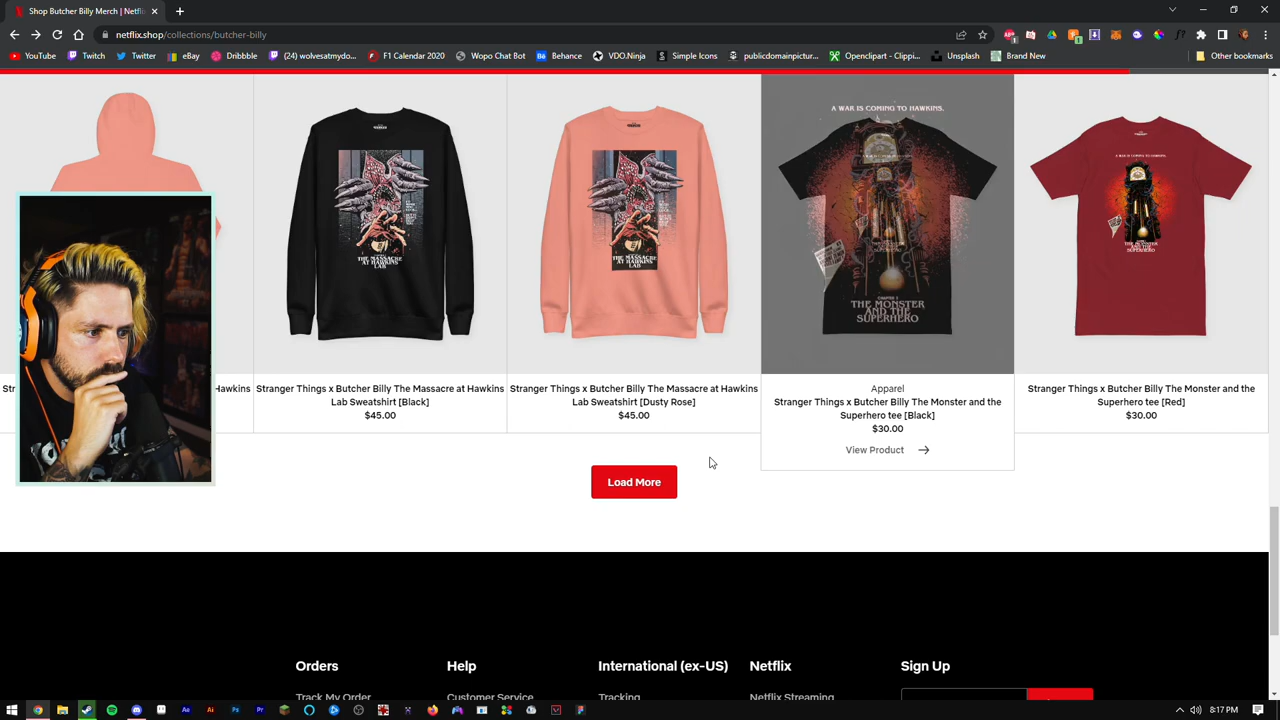 Shop Butcher Billy Merch | Netfli
netflix.shop/collections/butcher-billy
YouTube
Twitch
Twitter
eBay
Dribbble
(24) w0lvesatmydo...
F1 Calendar 2020
Wopo Chat Bot
Behance
VDO.Ninja
Simple Icons
publicdomainpictur...
Openclipart - Clippi...
Unsplash
Brand New
Other bookmarks
A WAR IS COMING TO HAWKINS.
THE MASSACRE
AT HAWKINS
LAB
THE MASSACRE
AT HAWKINS
LAB
THE MONSTER
AND THE
SUPERHERO
THE MONSTER
AND THE
SUPERHERO
Hawkins
Stranger Things x Butcher Billy The Massacre at Hawkins
Lab Sweatshirt [Black]
$45.00
Stranger Things x Butcher Billy The Massacre at Hawkins
Lab Sweatshirt [Dusty Rose]
$45.00
Apparel
Stranger Things x Butcher Billy The Monster and the
Superhero tee [Black]
$30.00
View Product
Stranger Things x Butcher Billy The Monster and the
Superhero tee [Red]
$30.00
Load More
Orders
Help
International (ex-US)
Netflix
Sign Up
Track My Order
Customer Service
Tracking
Netflix Streaming
8:17 PM